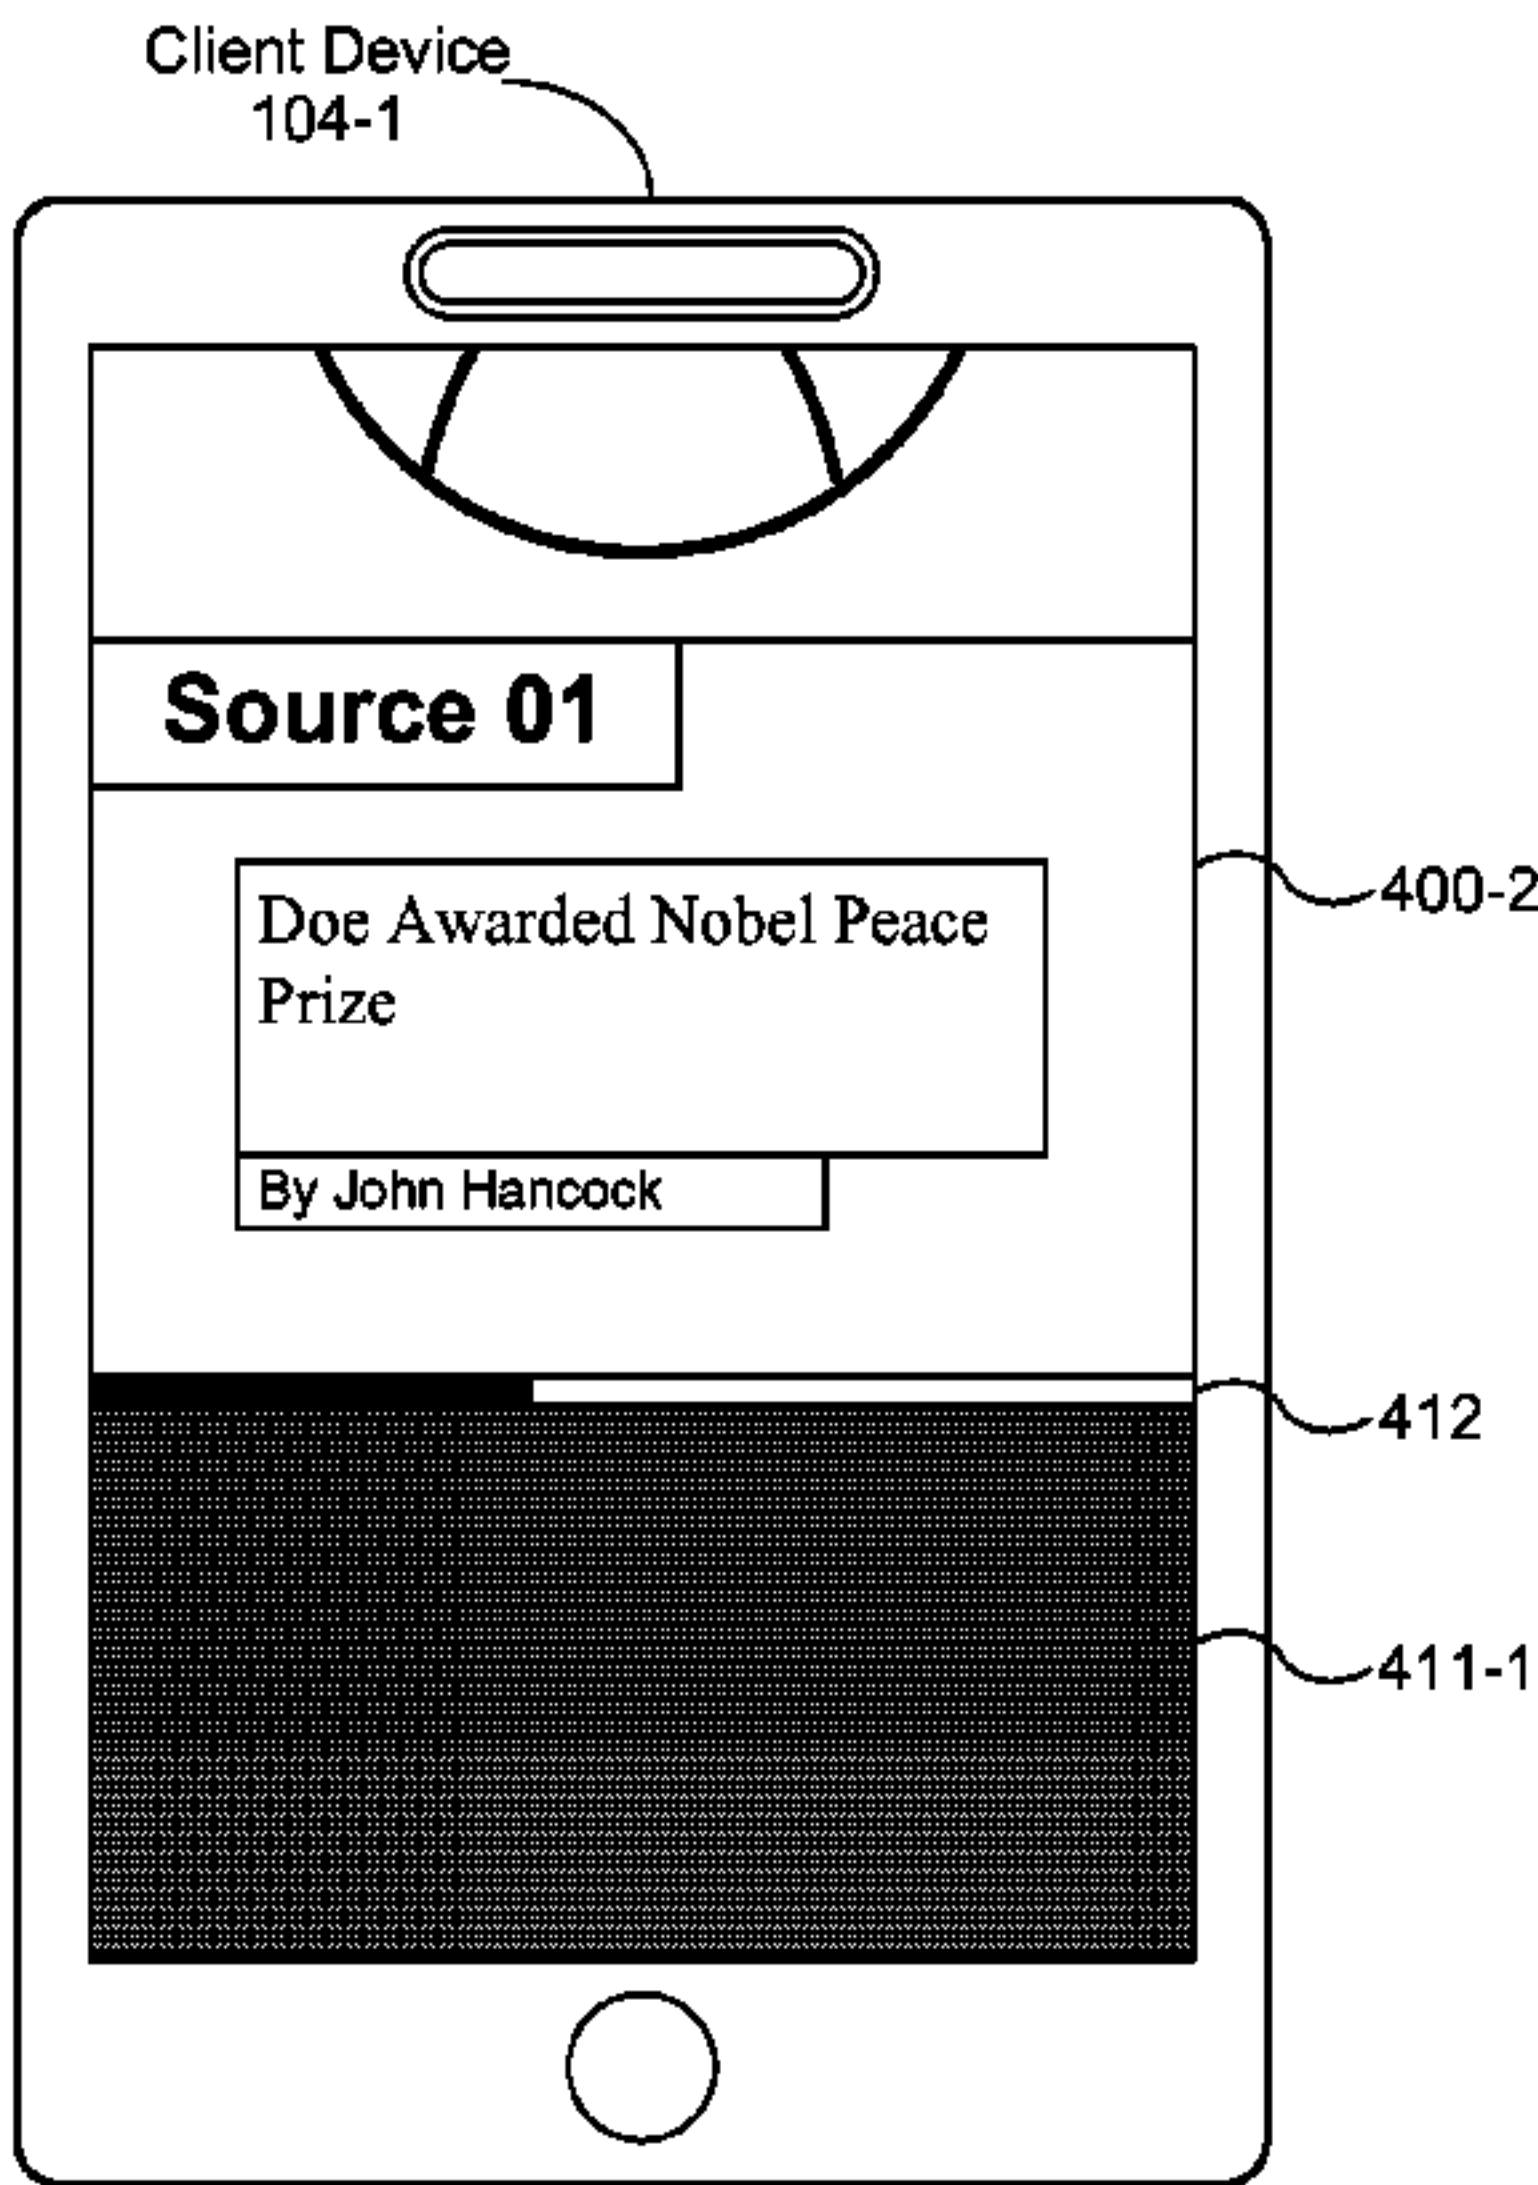 Client Device
104-1
Source 01
400-2
Doe Awarded Nobel Peace
Prize
By John Hancock
412
411-1